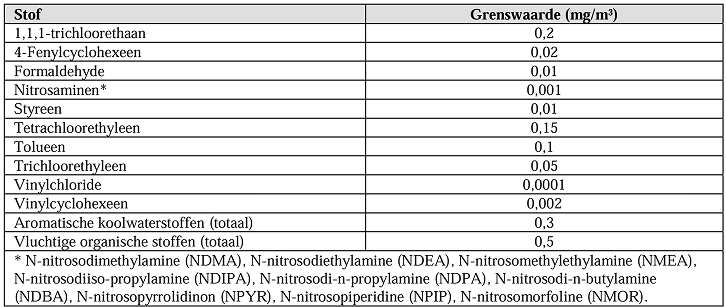 Stof Grenswaarde (mg/m³)
1,1,1-trichloorethaan 0,2
4-Fenylcyclohexeen 0,02
Formaldehyde 0,01
Nitrosaminen* 0,001
Styreen 0,01
Tetrachloorethyleen 0,15
Tolueen 0,1
Trichloorethyleen 0,05
Vinylchloride 0,0001
Vinylcyclohexeen 0,002
Aromatische koolwaterstoffen (totaal) 0,3
Vluchtige organische stoffen (totaal) 0,5
* N-nitrosodimethylamine (NDMA), N-nitrosodiethylamine (NDEA), N-nitrosomethylethylamine (NMEA),
N-nitrosodiiso-propylamine (NDIPA), N-nitrosodi-n-propylamine (NDPA), N-nitrosodi-n-butylamine
(NDBA), N-nitrosopyrrolidinon (NPYR), N-nitrosopiperidine (NPIP), N-nitrosomorfoline (NMOR).